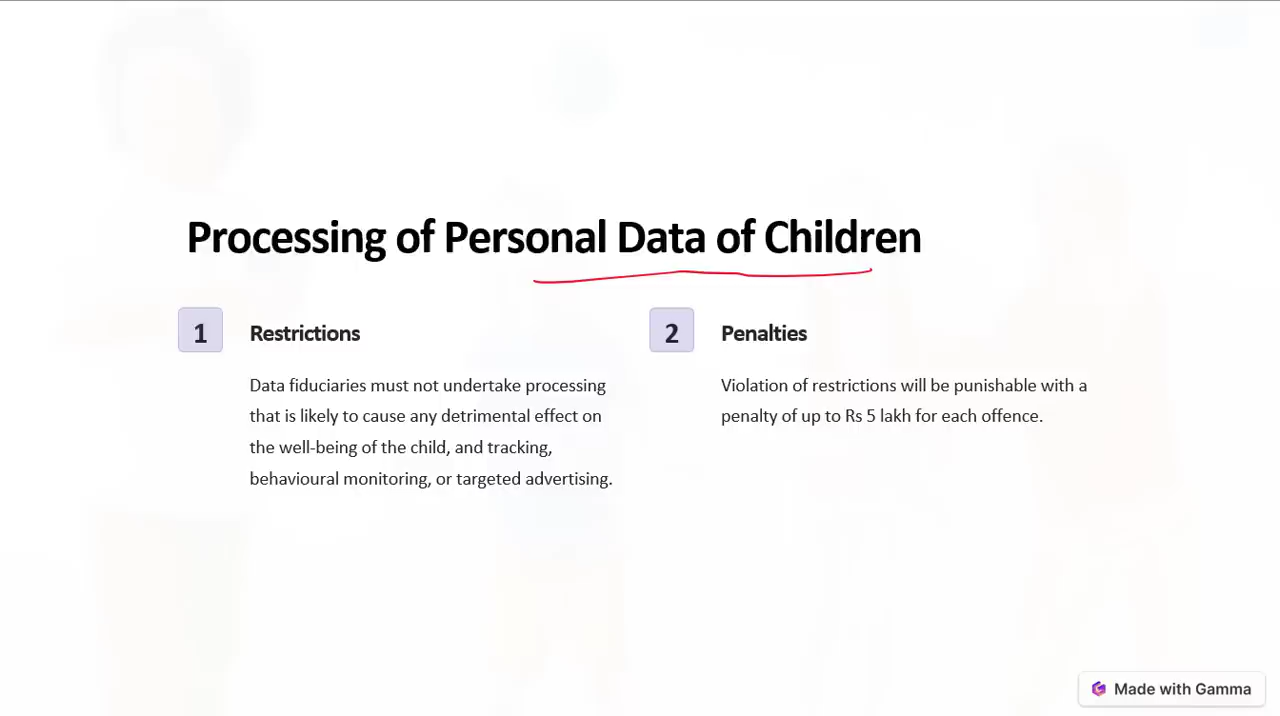 Processing of Personal Data of Children
1
Restrictions
Data fiduciaries must not undertake processing
that is likely to cause any detrimental effect on
the well-being of the child, and tracking,
behavioural monitoring, or targeted advertising.
2
Penalties
Violation of restrictions will be punishable with a
penalty of up to Rs 5 lakh for each offence.
Made with Gamma